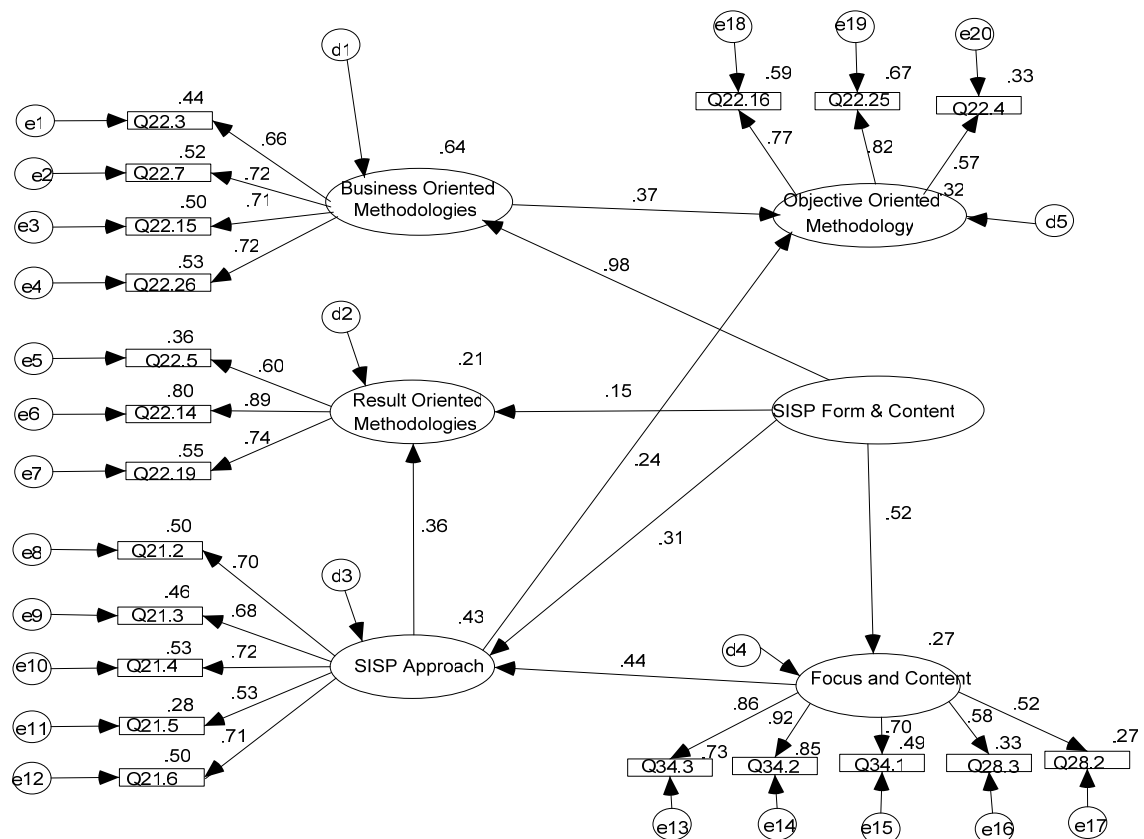 e18
e19
e20
d1
.59
.67
.33
Q22.16
Q22.25
Q22.4
.44
e1
Q22.3
.66
.77
.82
.57
.52
.64
e2
Q22.7
.72
Business Oriented
Methodologies
.37
Objective Oriented
Methodology
.32
d5
.50
.71
e3
Q22.15
.72
.53
e4
Q22.26
.98
d2
.36
.21
e5
Q22.5
.60
.80
e6
Q22.14
.89
Result Oriented
Methodologies
.15
SISP Form & Content
.74
.55
e7
Q22.19
.24
.36
.31
.52
.50
e8
Q21.2
.70
d3
.46
.43
e9
Q21.3
.68
.27
.53
d4
e10
Q21.4
.72
SISP Approach
.44
Focus and Content
.28
.53
e11
Q21.5
.86
.92
.70
.58
.52
.50
.71
e12
Q21.6
.73
.85
.49
.33
.27
Q34.3
Q34.2
Q34.1
Q28.3
Q28.2
e13
e14
e15
e16
e17